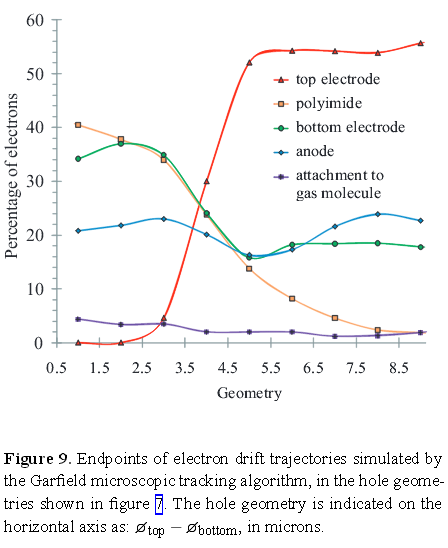 60
50
40
30
20
10
0
Percentage of electrons
top electrode
polyimide
bottom electrode
anode
attachment to
gas molecule
0.5 1.5 2.5 3.5 4.5 5.5 6.5 7.5 8.5
Geometry
Figure 9. Endpoints of electron drift trajectories simulated by
the Garfield microscopic tracking algorithm, in the hole geome-
tries shown in figure 7. The hole geometry is indicated on the
horizontal axis as: ⌀top − ⌀bottom, in microns.